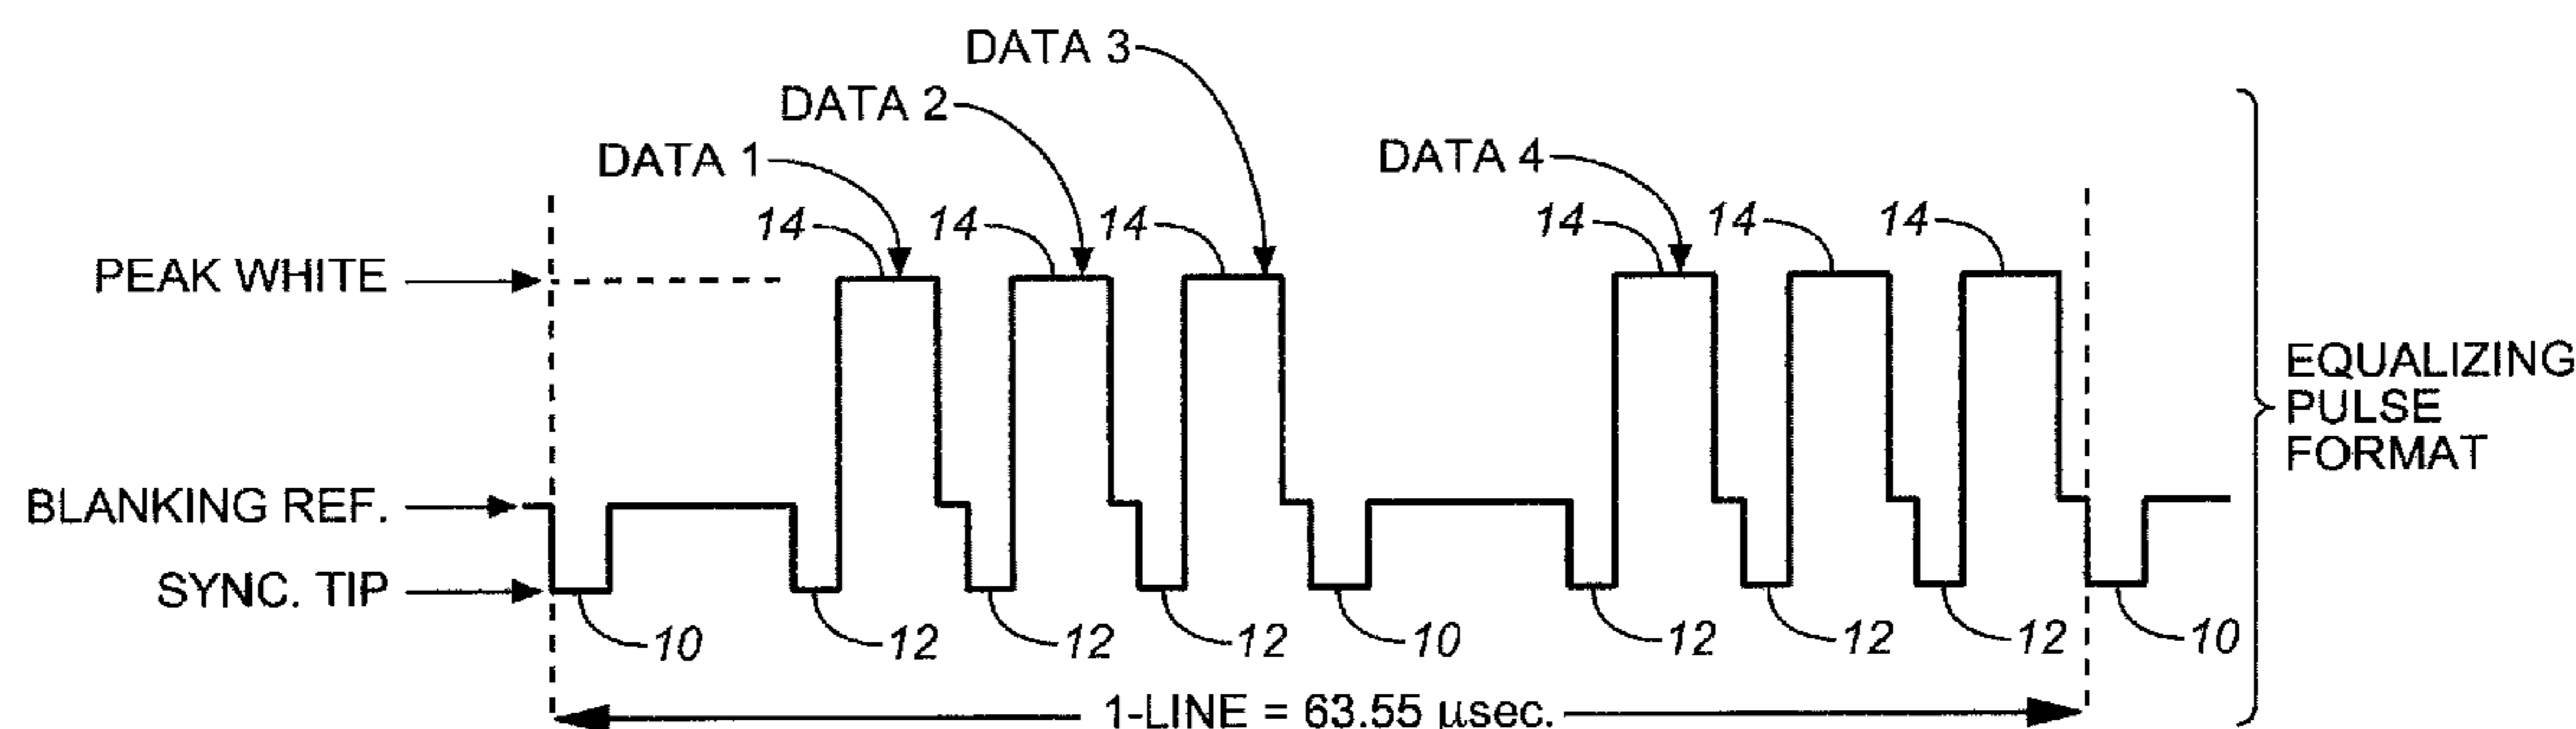 DATA 3
DATA 2
DATA 1
DATA 4
14 14 14 14 14 14
PEAK WHITE
EQUALIZING
PULSE
FORMAT
BLANKING REF.
SYNC. TIP
10 12 12 12 10 12 12 12 10
1-LINE = 63.55 µsec.